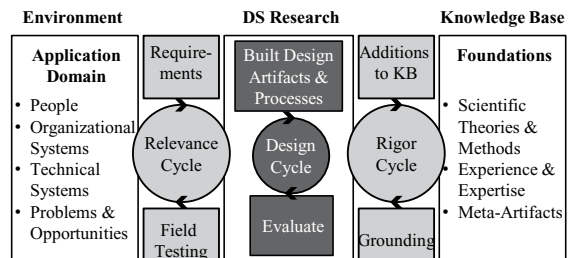 Environment
DS Research
Knowledge Base
Application
Domain
• People
• Organizational
Systems
• Technical
Systems
• Problems &
Opportunities
Require-
ments
Relevance
Cycle
Field
Testing
Built Design
Artifacts &
Processes
Design
Cycle
Evaluate
Additions
to KB
Rigor
Cycle
Grounding
Foundations
• Scientific
Theories &
Methods
• Experience &
Expertise
• Meta-Artifacts